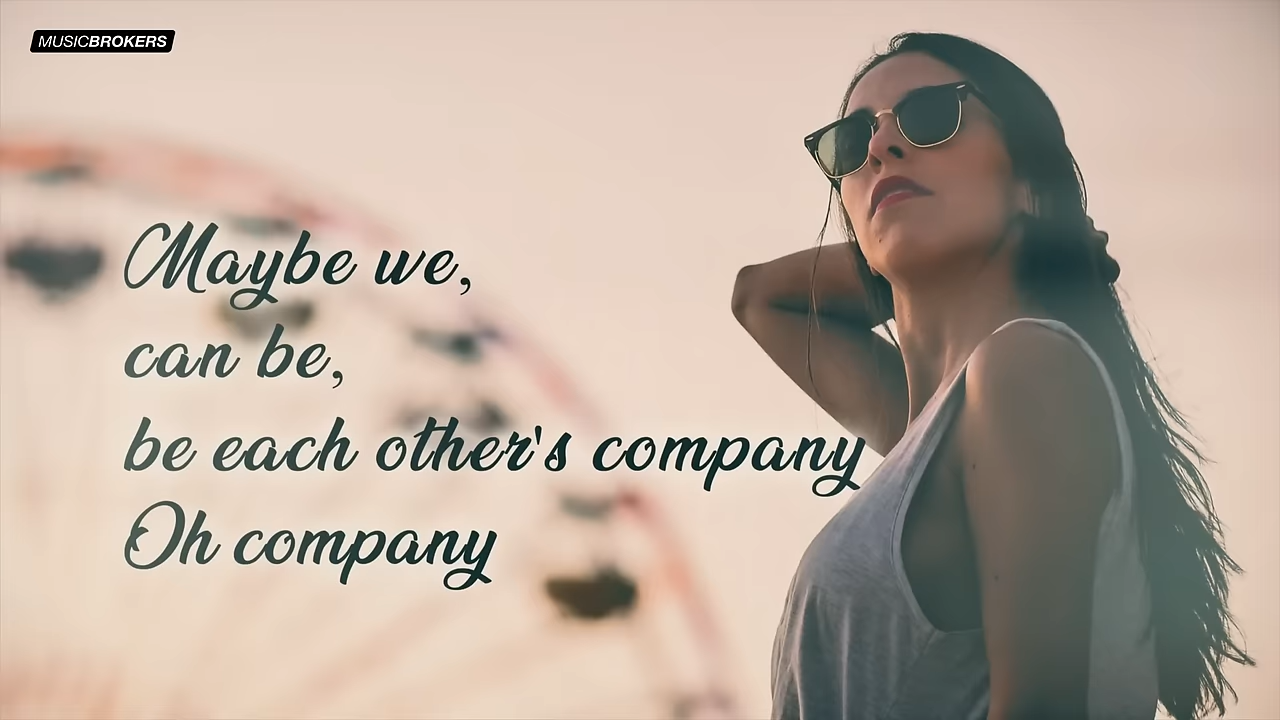 MUSICBROKERS
Maybe we,
can be,
be each other's company
Oh company